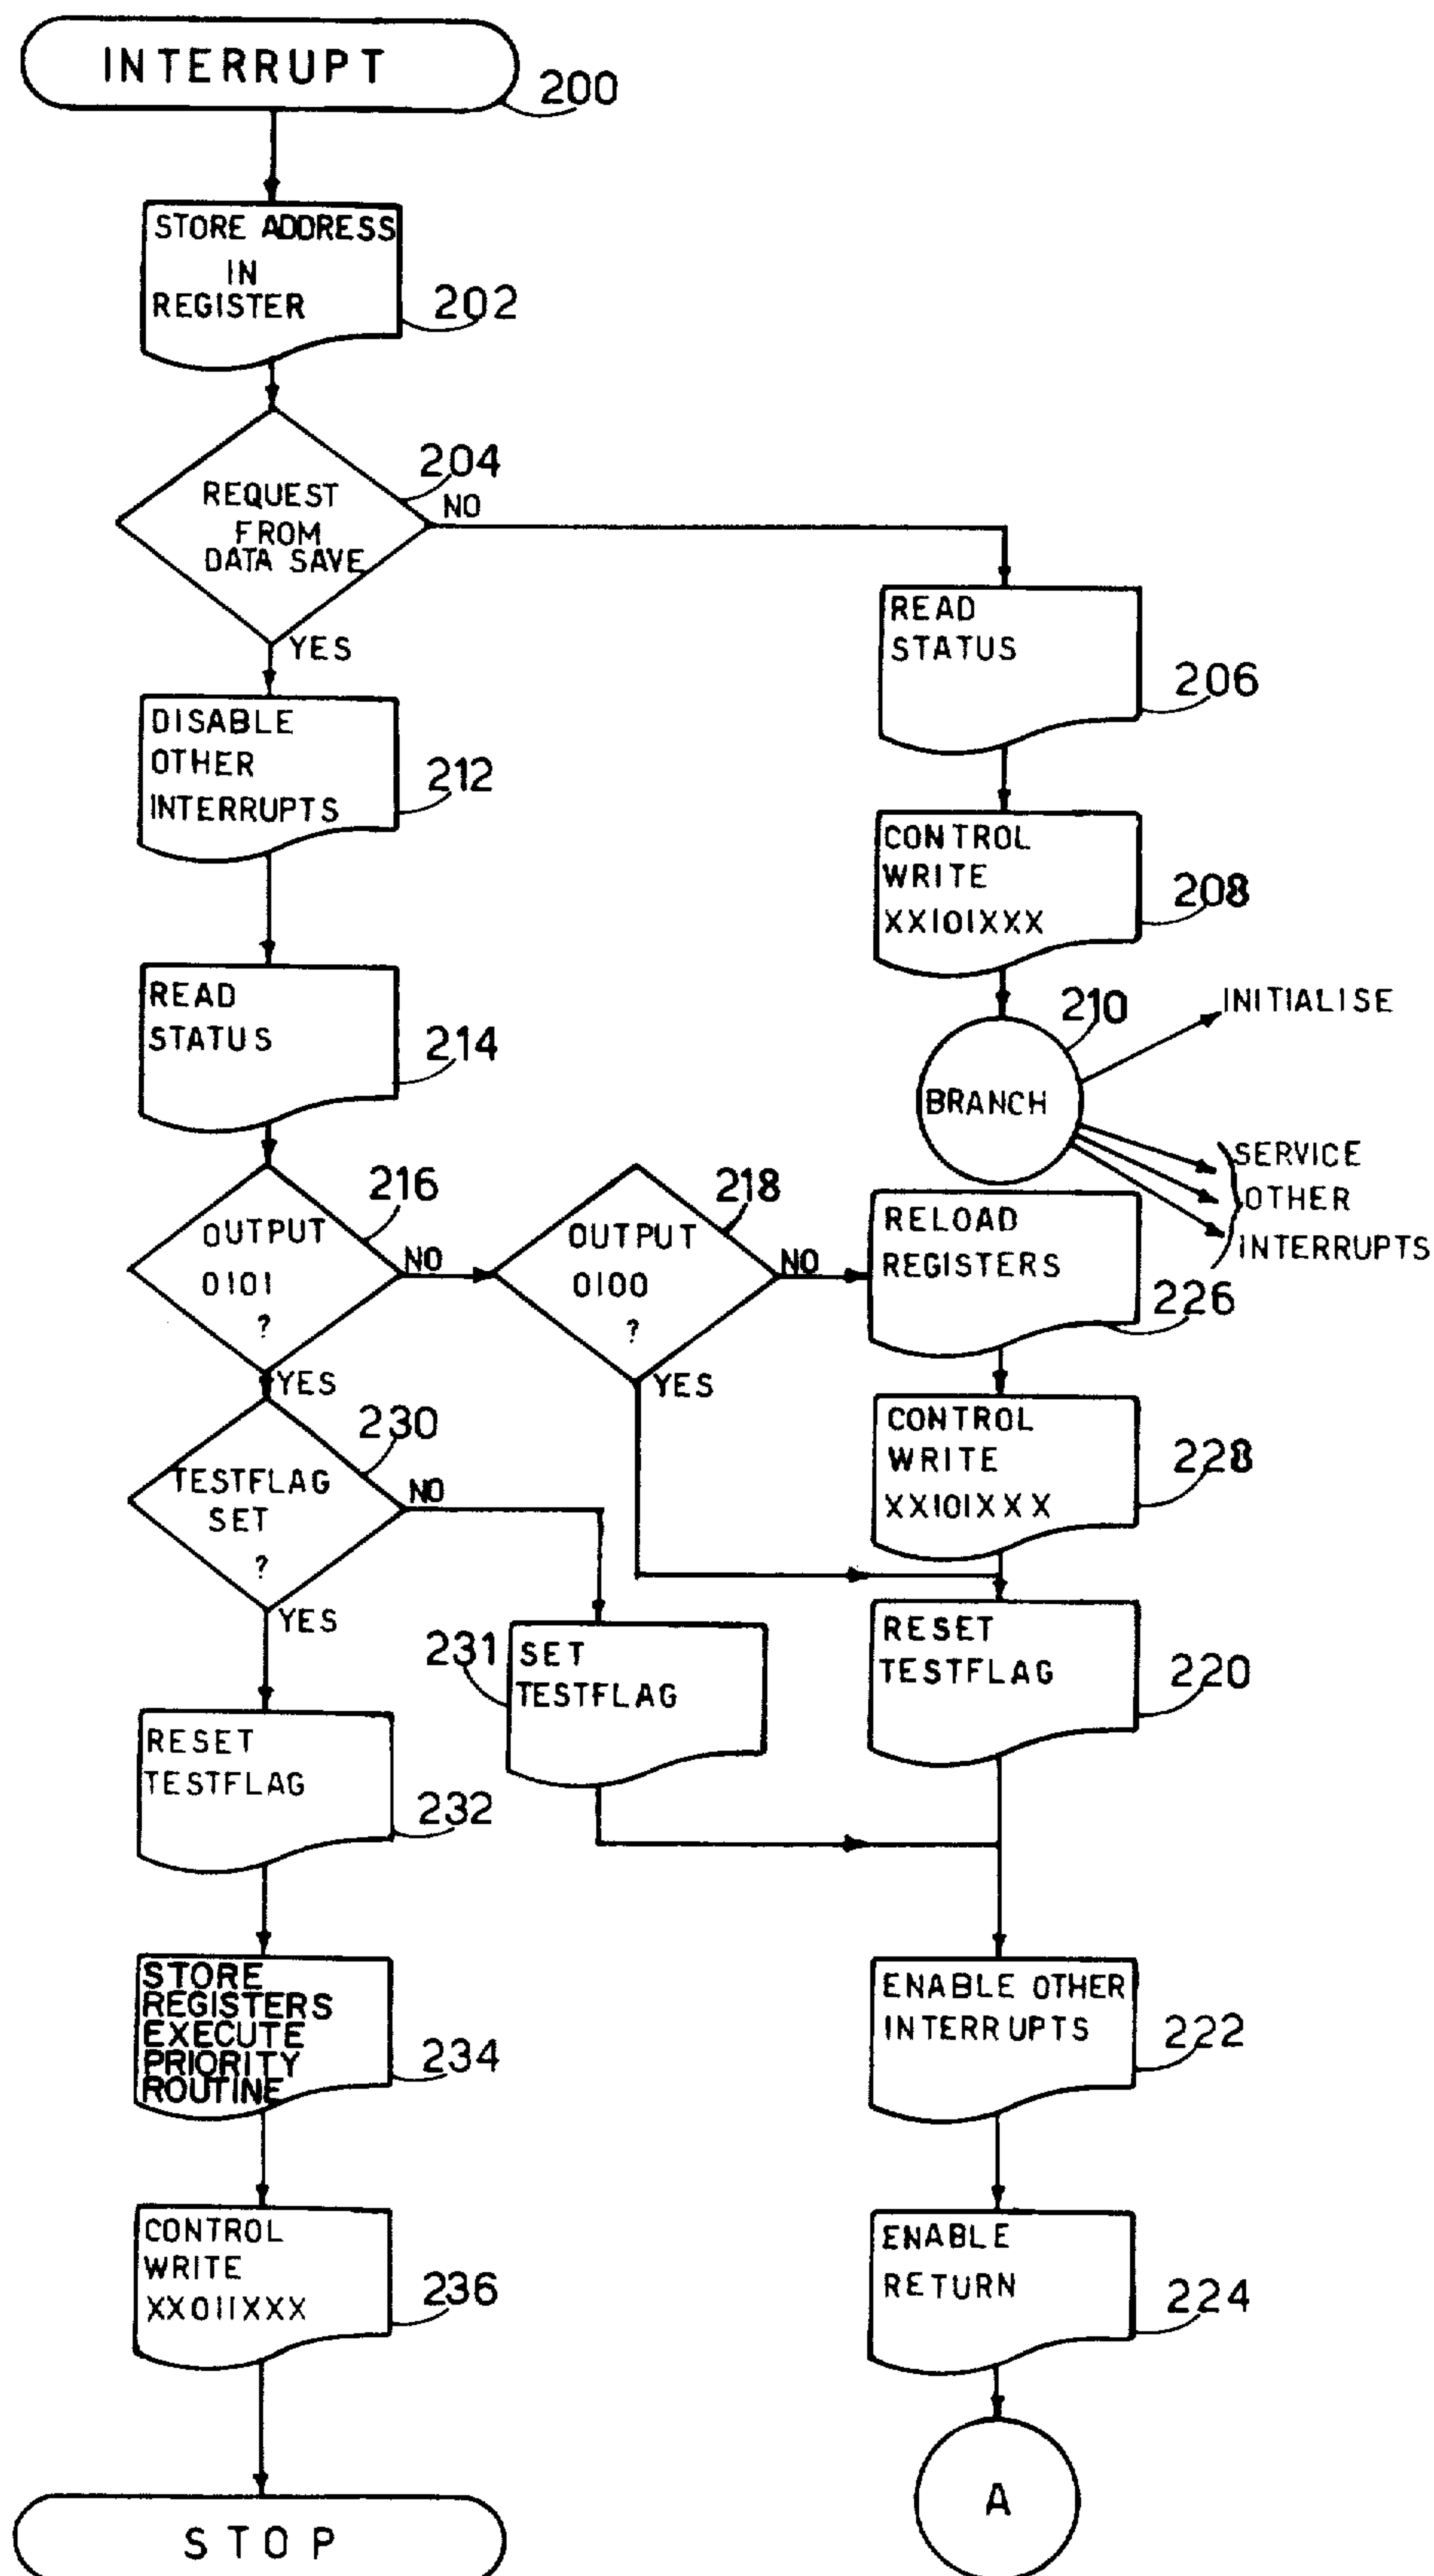 INTERRUPT
200
STORE ADDRESS
IN
REGISTER
202
204
REQUEST
FROM
DATA SAVE
NO
YES
READ
STATUS
206
DISABLE
OTHER
INTERRUPTS
212
CONTROL
WRITE
XX101XXX
208
READ
STATUS
214
210
BRANCH
INITIALISE
SERVICE
OTHER
INTERRUPTS
216
OUTPUT
0101
?
NO
YES
218
OUTPUT
0100
?
NO
YES
RELOAD
REGISTERS
226
230
TESTFLAG
SET
?
NO
YES
CONTROL
WRITE
XX101XXX
228
231
SET
TESTFLAG
RESET
TESTFLAG
220
RESET
TESTFLAG
232
STORE
REGISTERS
EXECUTE
PRIORITY
ROUTINE
234
ENABLE OTHER
INTERRUPTS
222
CONTROL
WRITE
XX011XXX
236
ENABLE
RETURN
224
STOP
A